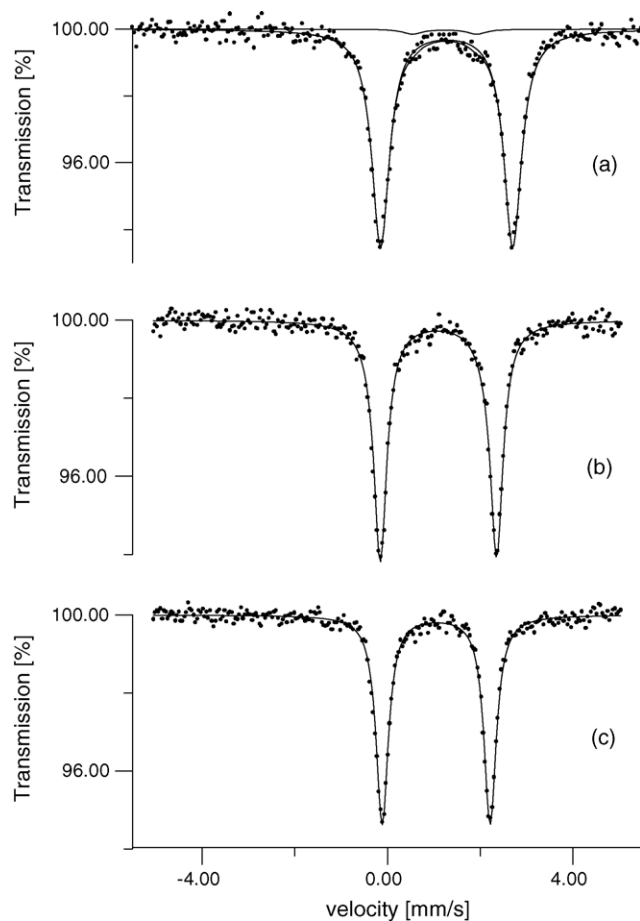 100.00
96.00
Transmission [%]
(a)
100.00
96.00
Transmission [%]
(b)
100.00
96.00
Transmission [%]
(c)
-4.00
0.00
4.00
velocity [mm/s]